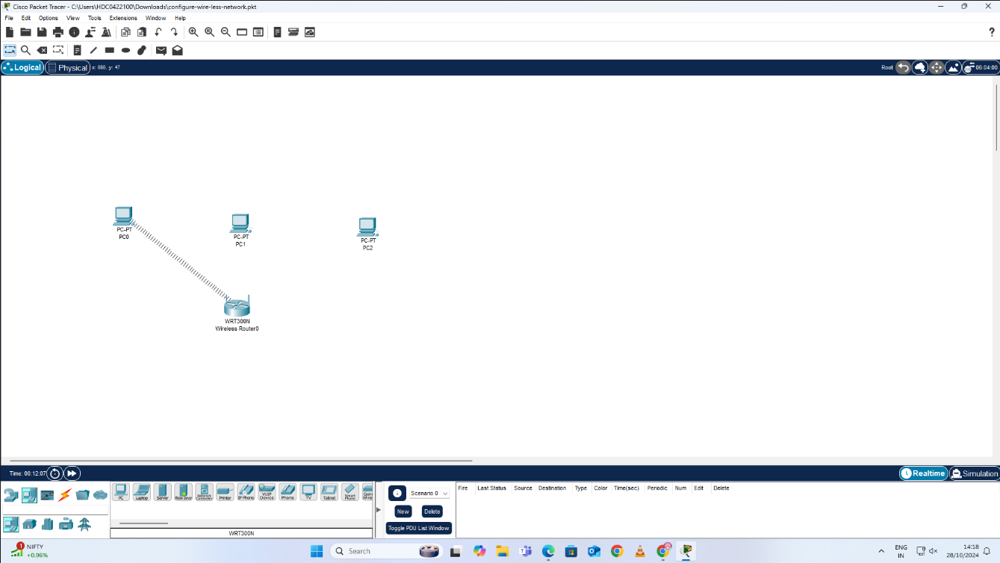 Cisco Packet Tracer - C:\Users\HDC0422100\Downloads\configure-wire-less-network.pkt
File Edit Options View Tools Extensions Window Help
?
Logical Physical x: 888, y: 47 Root 06:04:00
PC-PT
PC0
PC-PT
PC1
PC-PT
PC2
WRT300N
Wireless Router0
Time: 00:12:07 Realtime Simulation
PC Laptop Server IP Phone VOIP Device Phone TV Tablet Smart Phone
Printer
WRT300N
Scenario 0
New Delete
Toggle PDU List Window
Fire Last Status Source Destination Type Color Time(sec) Periodic Num Edit Delete
1
NIFTY
+0.96%
Search
ENG
IN
14:18
28/10/2024